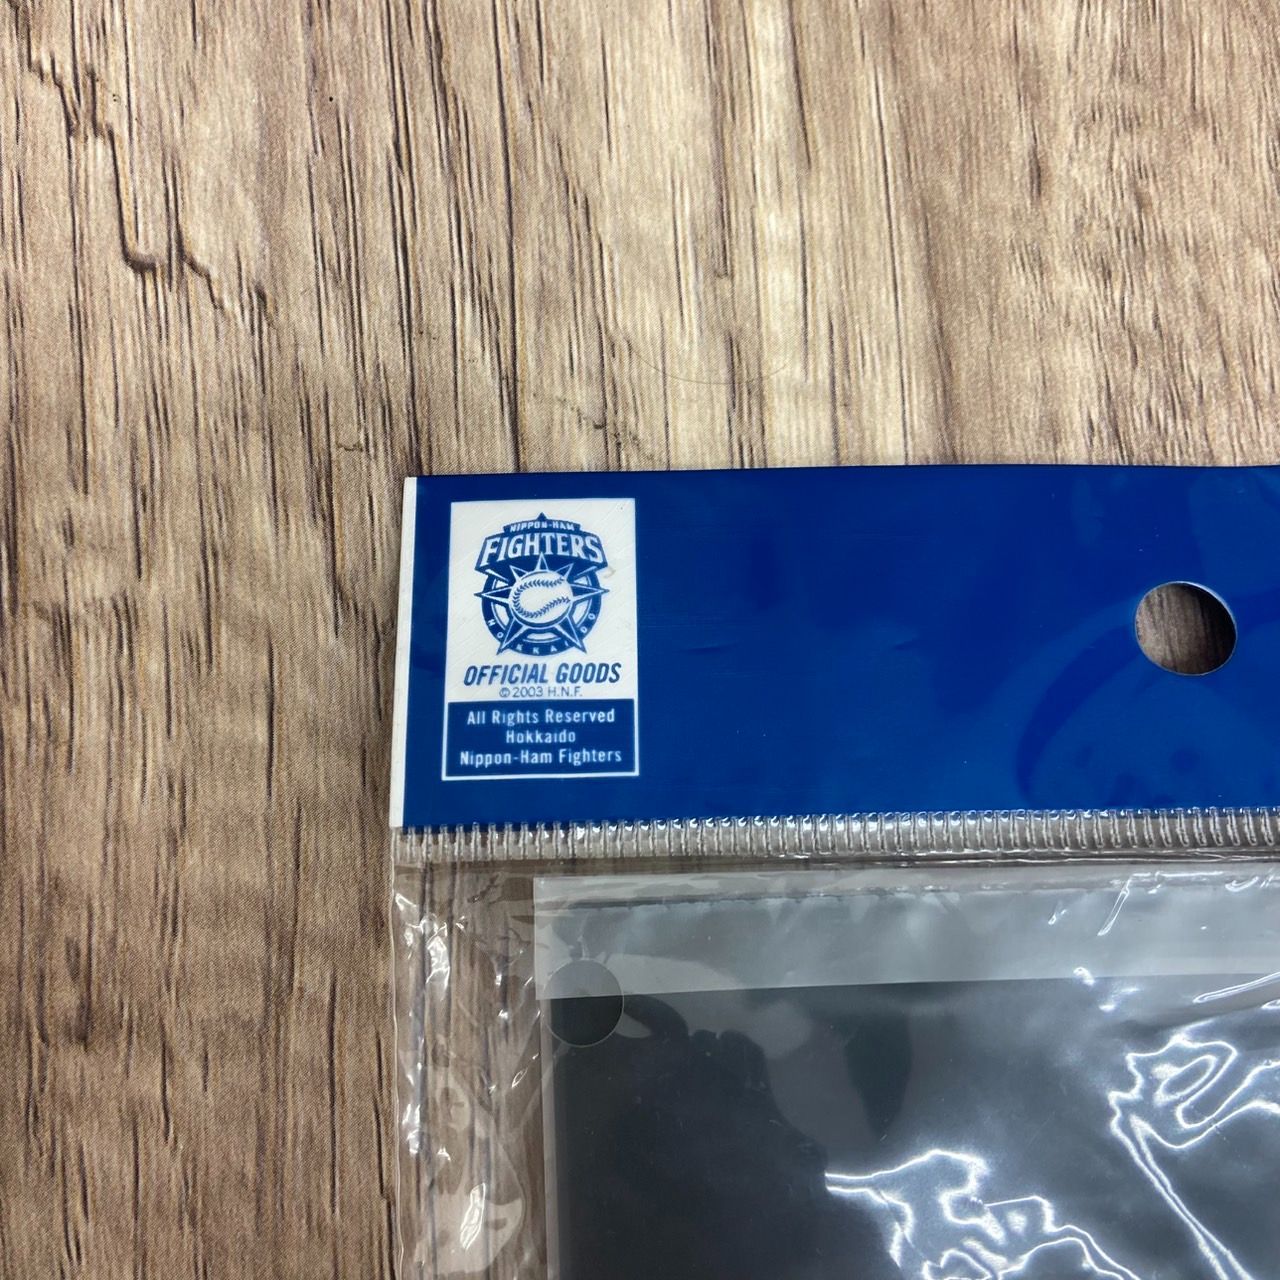 NIPPON-HAM
FIGHTERS
HOKKAIDO
OFFICIAL GOODS
© 2003 H.N.F.
All Rights Reserved
Hokkaido
Nippon-Ham Fighters